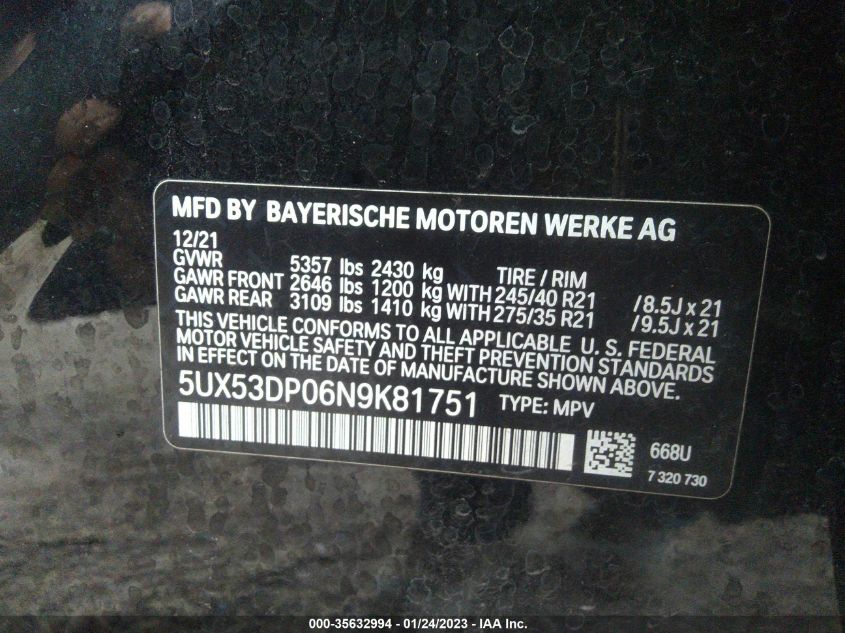 MFD BY BAYERISCHE MOTOREN WERKE AG
12/21
GVWR 5357 lbs 2430 kg TIRE / RIM
GAWR FRONT 2646 lbs 1200 kg WITH 245/40 R21 /8.5J x 21
GAWR REAR 3109 lbs 1410 kg WITH 275/35 R21 /9.5J x 21
THIS VEHICLE CONFORMS TO ALL APPLICABLE U. S. FEDERAL
MOTOR VEHICLE SAFETY AND THEFT PREVENTION STANDARDS
IN EFFECT ON THE DATE OF MANUFACTURE SHOWN ABOVE.
5UX53DP06N9K81751 TYPE: MPV
668U
7 320 730
000-35632994 - 01/24/2023 - IAA Inc.